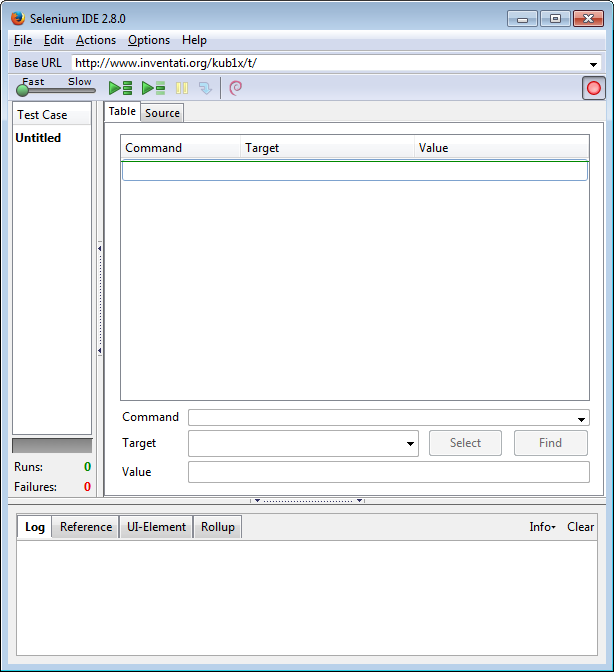 Selenium IDE 2.8.0
File Edit Actions Options Help
Base URL http://www.inventati.org/kub1x/t/
Fast Slow
Test Case
Untitled
Table Source
Command Target Value
Command
Target Select Find
Value
Runs: 0
Failures: 0
Log Reference UI-Element Rollup Info Clear